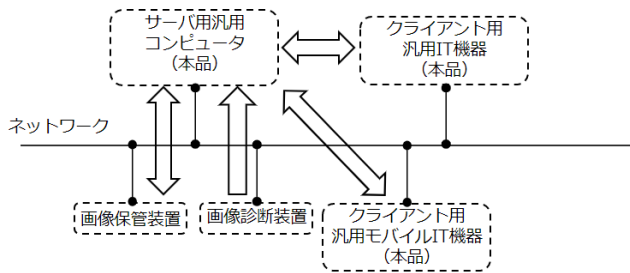 サーバ用汎用
コンピュータ
（本品）
クライアント用
汎用IT機器
（本品）
ネットワーク
画像保管装置
画像診断装置
クライアント用
汎用モバイルIT機器
（本品）